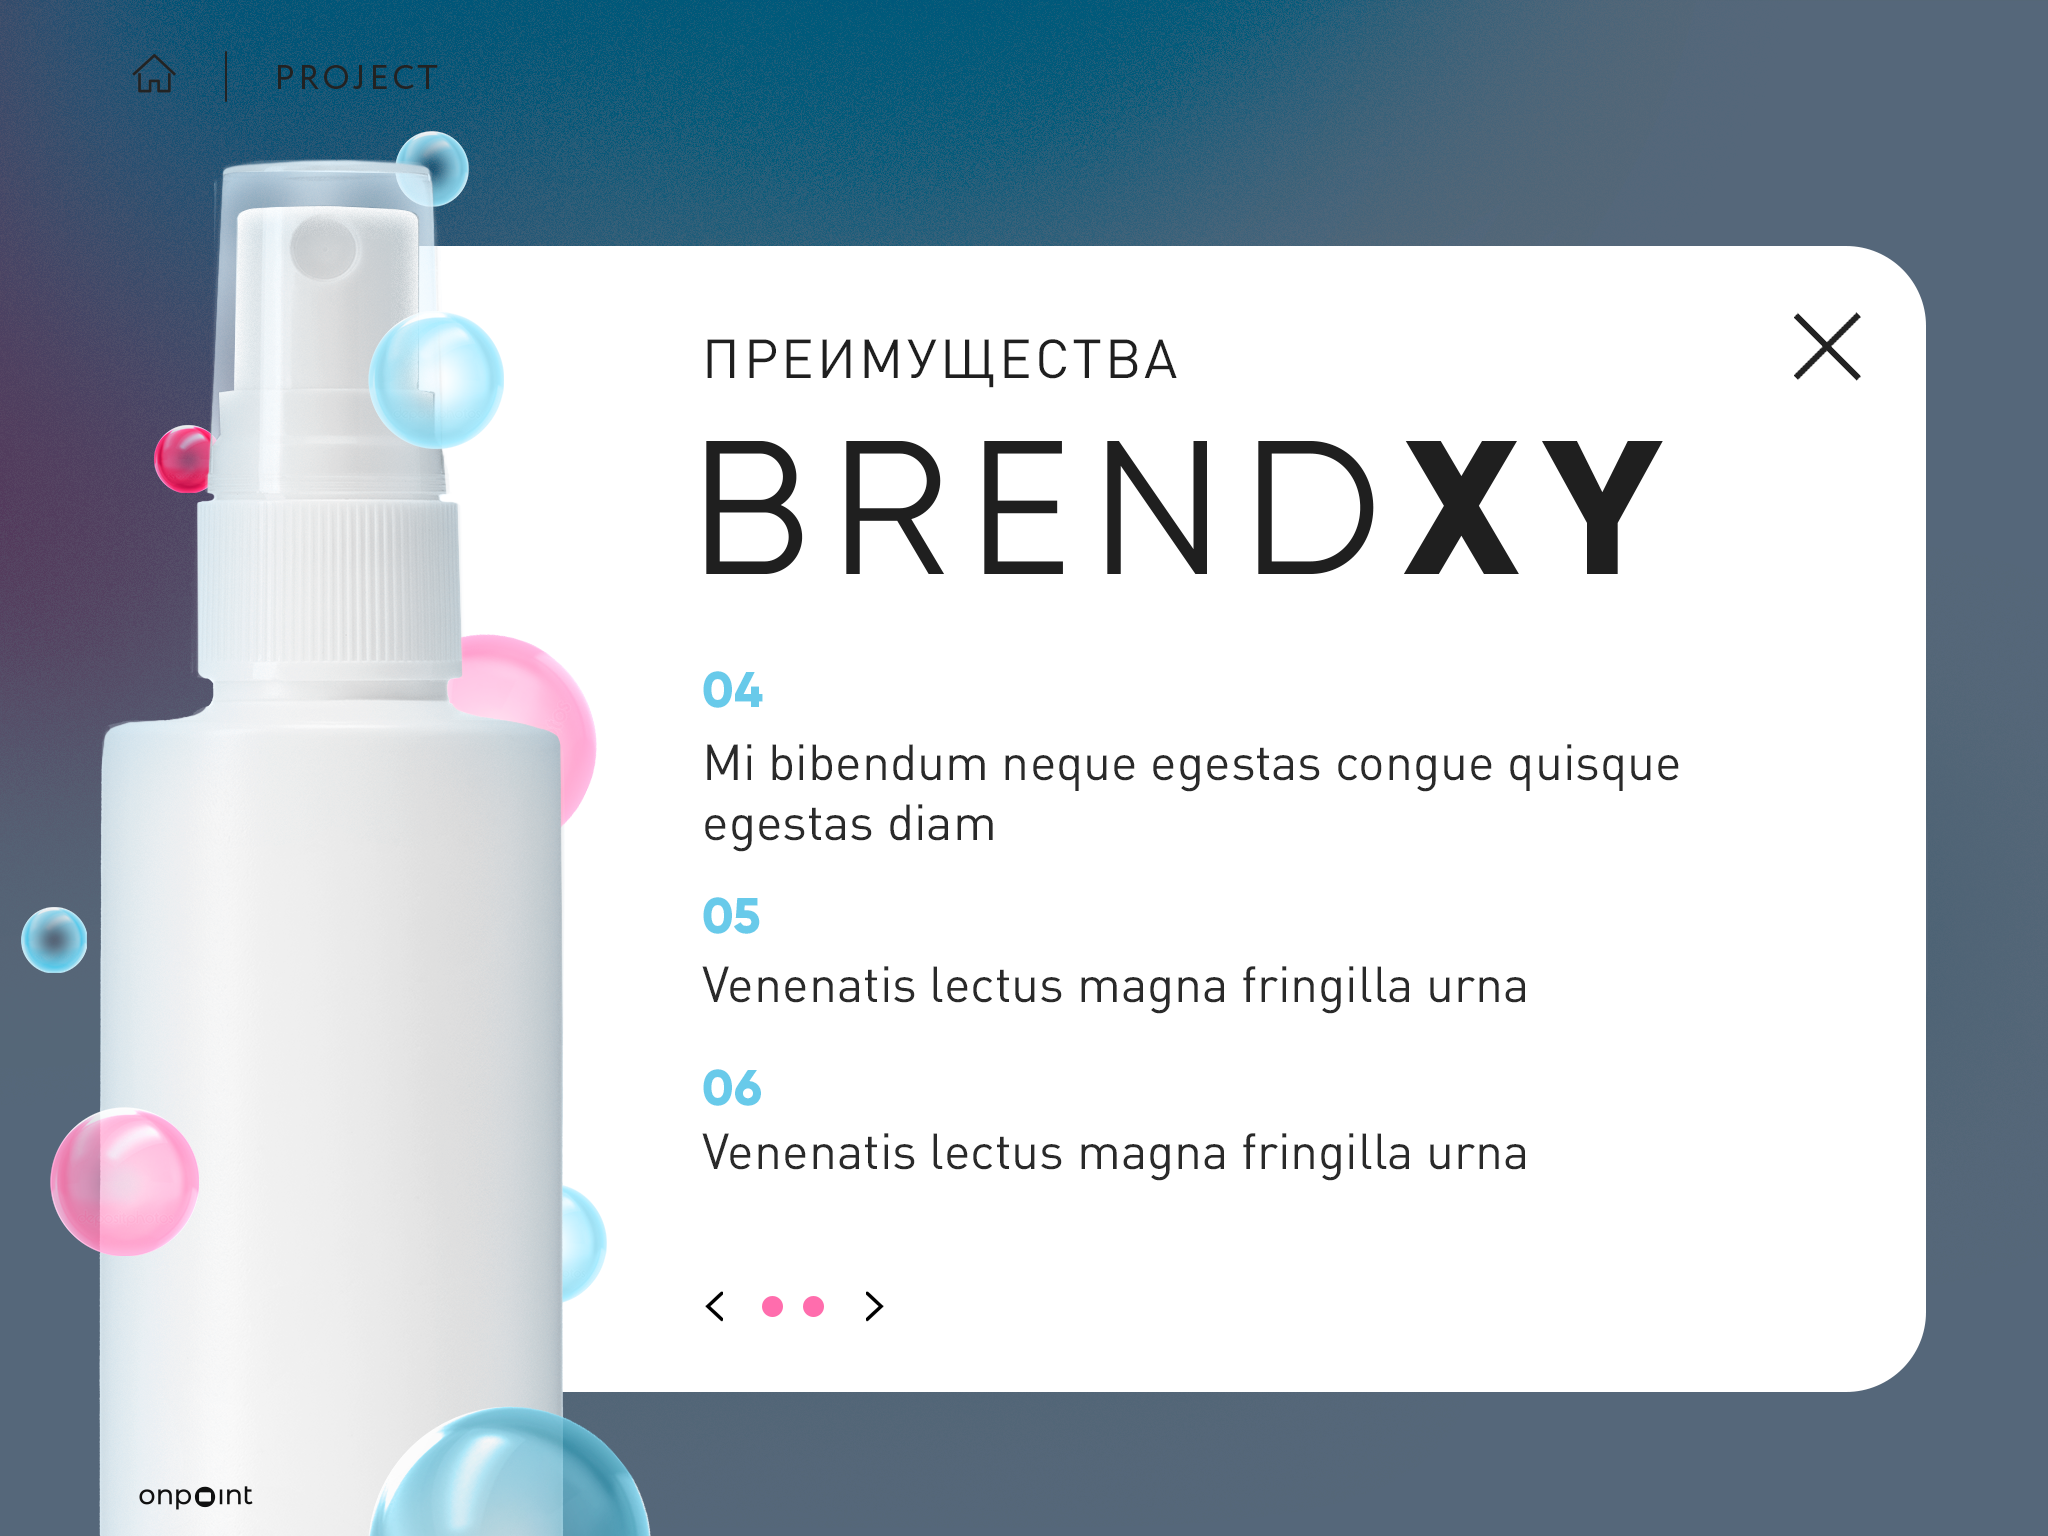 PROJECT
ПРЕИМУЩЕСТВА
BRENDXY
04
Mi bibendum neque egestas congue quisque
egestas diam
05
Venenatis lectus magna fringilla urna
06
Venenatis lectus magna fringilla urna
onpoint